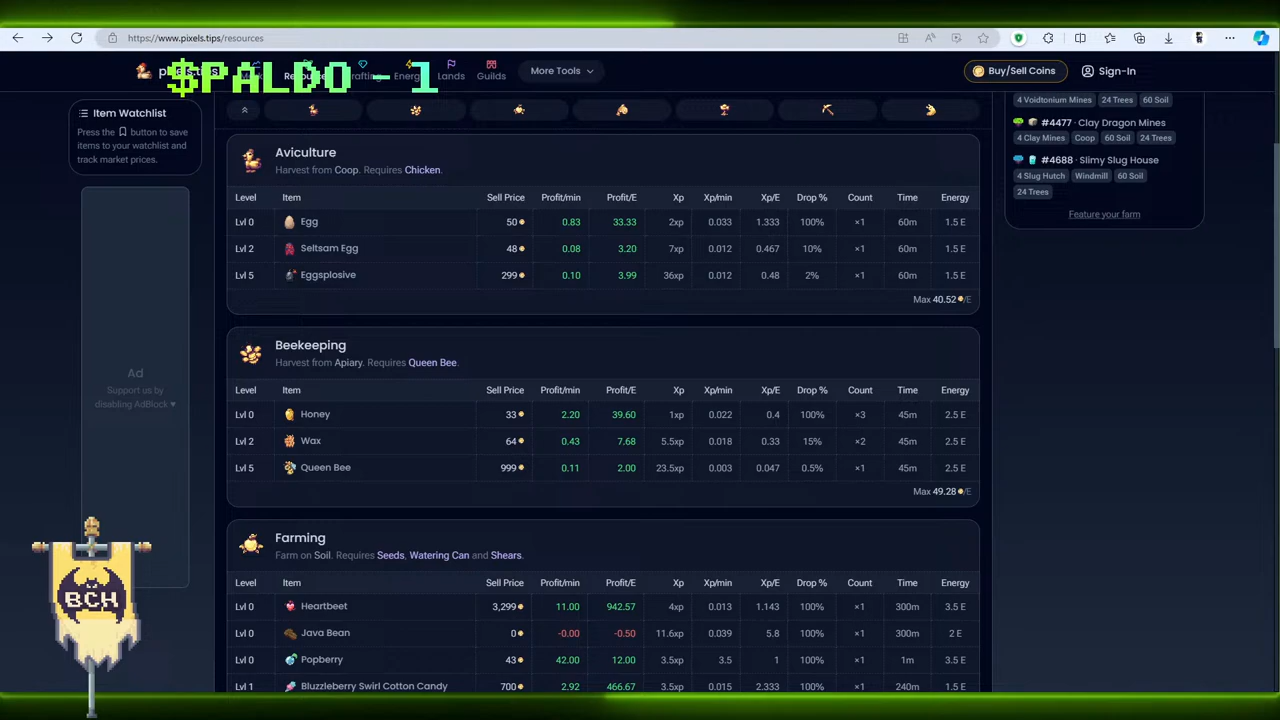 https://www.pixels.tips/resources
pixels.tips
Lands
Guilds
More Tools
Buy/Sell Coins
Sign-In
$PALDO-1
Item Watchlist
Press the button to save
items to your watchlist and
track market prices.
Ad
Support us by
disabling AdBlock ♥
BCH
4 Voidtonium Mines 24 Trees 60 Soil
#4477 · Clay Dragon Mines
4 Clay Mines Coop 60 Soil 24 Trees
#4688 · Slimy Slug House
4 Slug Hutch Windmill 60 Soil
24 Trees
Feature your farm
Aviculture
Harvest from Coop. Requires Chicken.
Level Item Sell Price Profit/min Profit/E Xp Xp/min Xp/E Drop % Count Time Energy
Lvl 0 Egg 50 0.83 33.33 2xp 0.033 1.333 100% ×1 60m 1.5 E
Lvl 2 Seltsam Egg 48 0.08 3.20 7xp 0.012 0.467 10% ×1 60m 1.5 E
Lvl 5 Eggsplosive 299 0.10 3.99 36xp 0.012 0.48 2% ×1 60m 1.5 E
Max 40.52 /E
Beekeeping
Harvest from Apiary. Requires Queen Bee.
Level Item Sell Price Profit/min Profit/E Xp Xp/min Xp/E Drop % Count Time Energy
Lvl 0 Honey 33 2.20 39.60 1xp 0.022 0.4 100% ×3 45m 2.5 E
Lvl 2 Wax 64 0.43 7.68 5.5xp 0.018 0.33 15% ×2 45m 2.5 E
Lvl 5 Queen Bee 999 0.11 2.00 23.5xp 0.003 0.047 0.5% ×1 45m 2.5 E
Max 49.28 /E
Farming
Farm on Soil. Requires Seeds, Watering Can and Shears.
Level Item Sell Price Profit/min Profit/E Xp Xp/min Xp/E Drop % Count Time Energy
Lvl 0 Heartbeet 3,299 11.00 942.57 4xp 0.013 1.143 100% ×1 300m 3.5 E
Lvl 0 Java Bean 0 -0.00 -0.50 11.6xp 0.039 5.8 100% ×1 300m 2 E
Lvl 0 Popberry 43 42.00 12.00 3.5xp 3.5 1 100% ×1 1m 3.5 E
Lvl 1 Bluzzleberry Swirl Cotton Candy 700 2.92 466.67 3.5xp 0.015 2.333 100% ×1 240m 1.5 E